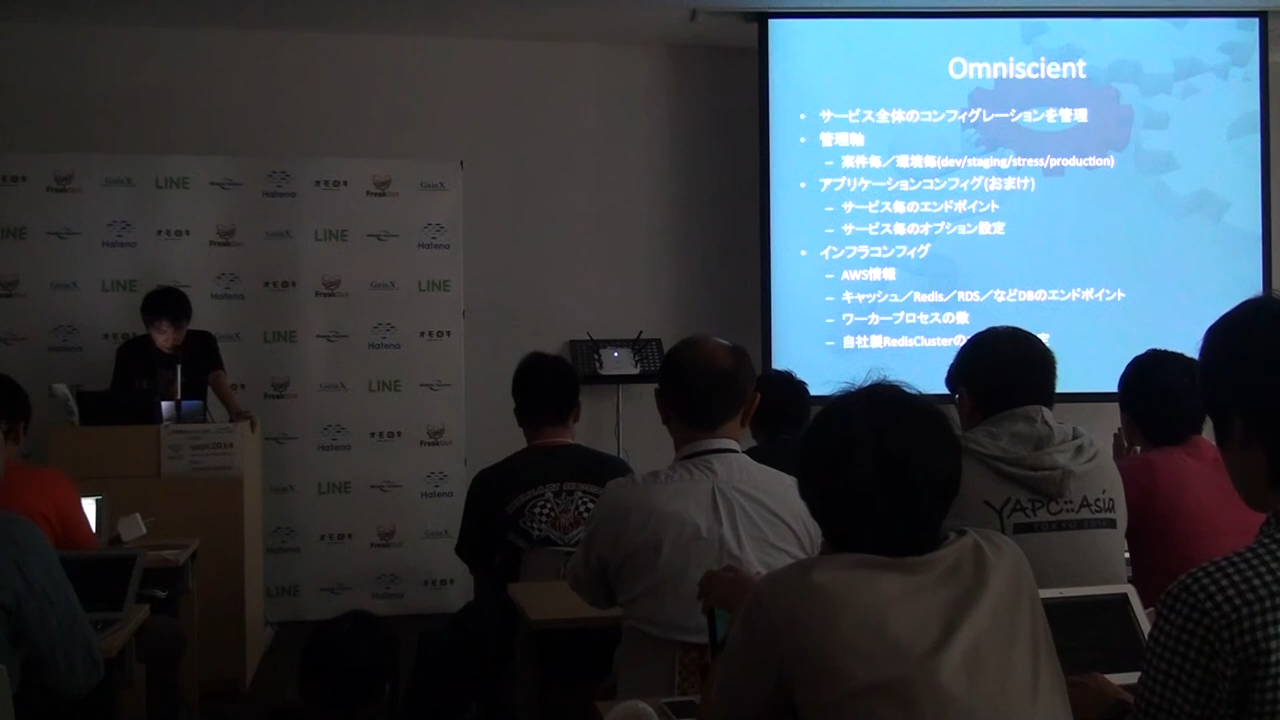 Omniscient
• サービス全体のコンフィグレーションを管理
• 管理軸
– 案件毎／環境毎(dev/staging/stress/production)
• アプリケーションコンフィグ(おまけ)
– サービス毎のエンドポイント
– サービス毎のオプション設定
• インフラコンフィグ
– AWS情報
– キャッシュ／Redis／RDS／などDBのエンドポイント
– ワーカープロセスの数
– 自社製RedisClusterの
LINE
Hatena
オモロキ
FreakOut
GaiaX
YAPC::Asia
TOKYO 2014
yapc2014